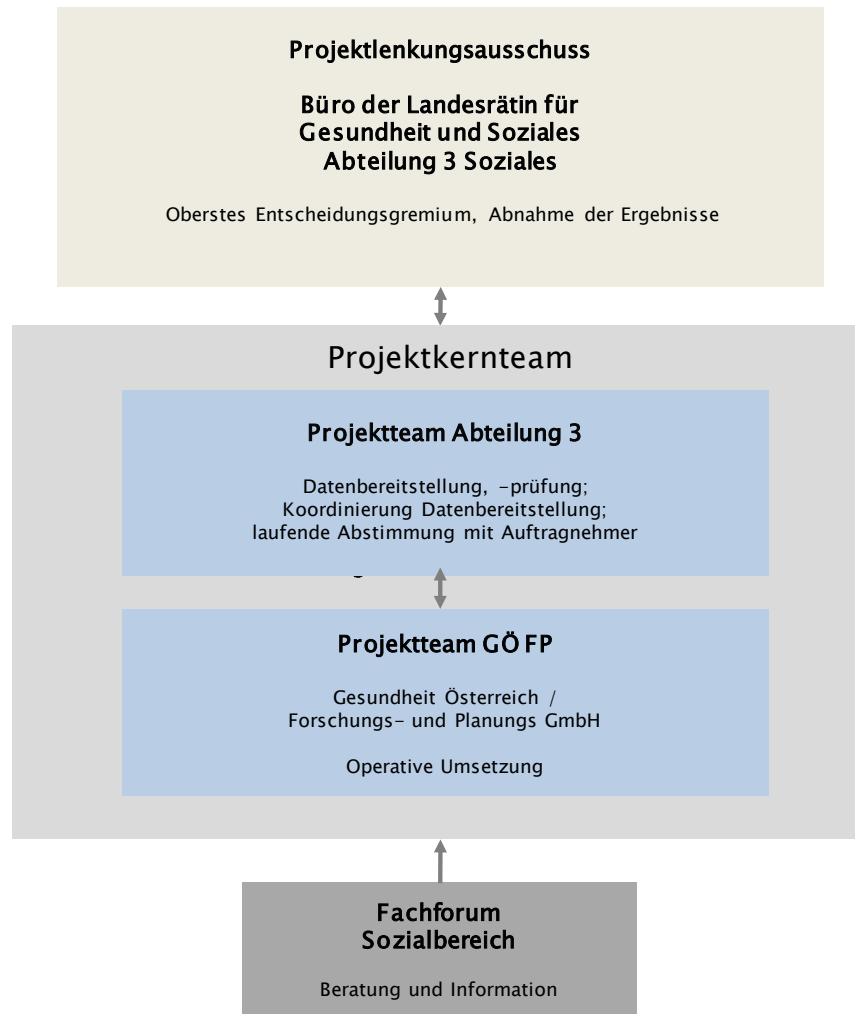 Projektlenkungsausschuss
Büro der Landesrätin für
Gesundheit und Soziales
Abteilung 3 Soziales
Oberstes Entscheidungsgremium, Abnahme der Ergebnisse
Projektkernteam
Projektteam Abteilung 3
Datenbereitstellung, -prüfung;
Koordinierung Datenbereitstellung;
laufende Abstimmung mit Auftragnehmer
Projektteam GÖ FP
Gesundheit Österreich /
Forschungs- und Planungs GmbH
Operative Umsetzung
Fachforum
Sozialbereich
Beratung und Information